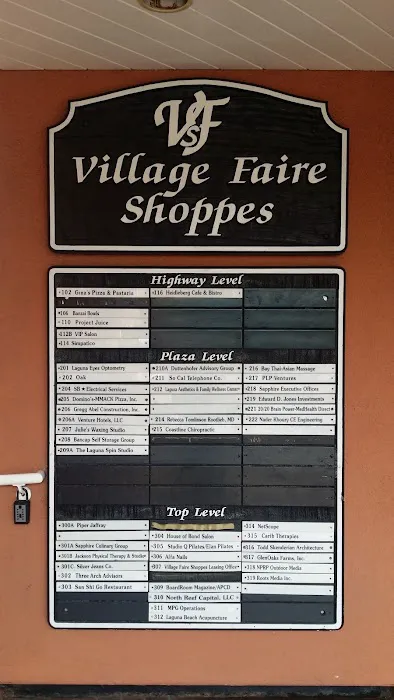 VSF
Village Faire
Shoppes
Highway Level
102 Gina's Pizza & Pastaria
116 Heidleberg Cafe & Bistro
106 Banzai Bowls
110 Project Juice
112B VIP Salon
114 Simpatico
Plaza Level
201 Laguna Eyes Optometry
202 Oak
204 SB Electrical Services
205 Domino's-MMACK Pizza, Inc.
206 Gregg Abel Construction, Inc.
206A Venture Hotels, LLC
207 Julie's Waxing Studio
208 Barcap Self Storage Group
209A The Laguna Spin Studio
210A Duttenhofer Advisory Group
211 So Cal Telephone Co.
212 Laguna Aesthetics & Family Wellness Center
214 Rebecca Tomlinson Knodleh, MD
215 Coastline Chiropractic
216 Bay Thai Asian Massage
217 PLP Ventures
218 Sapphire Executive Offices
219 Edward D. Jones Investments
221 20/20 Brain Power-MedHealth Direct
222 Nader Khoury CE Engineering
Top Level
300A Piper Jaffray
301A Sapphire Culinary Group
301B Jackson Physical Therapy & Studio
301C Silver Janes Co.
302 Three Arch Advisors
303 Sun Shi Go Restaurant
304 House of Bond Salon
305 Studio Q Pilates/Elan Pilates
306 Alfa Nails
307 Village Faire Shoppes Leasing Office
309 BoardRoom Magazine/APCD
310 North Reef Capital, LLC
311 MPG Operations
312 Laguna Beach Acupuncture
314 NetScope
315 Carth Therapies
316 Todd Skenderian Architecture
317 GlenOaks Farms, Inc.
318 NPRP Outdoor Media
319 Roots Media Inc.